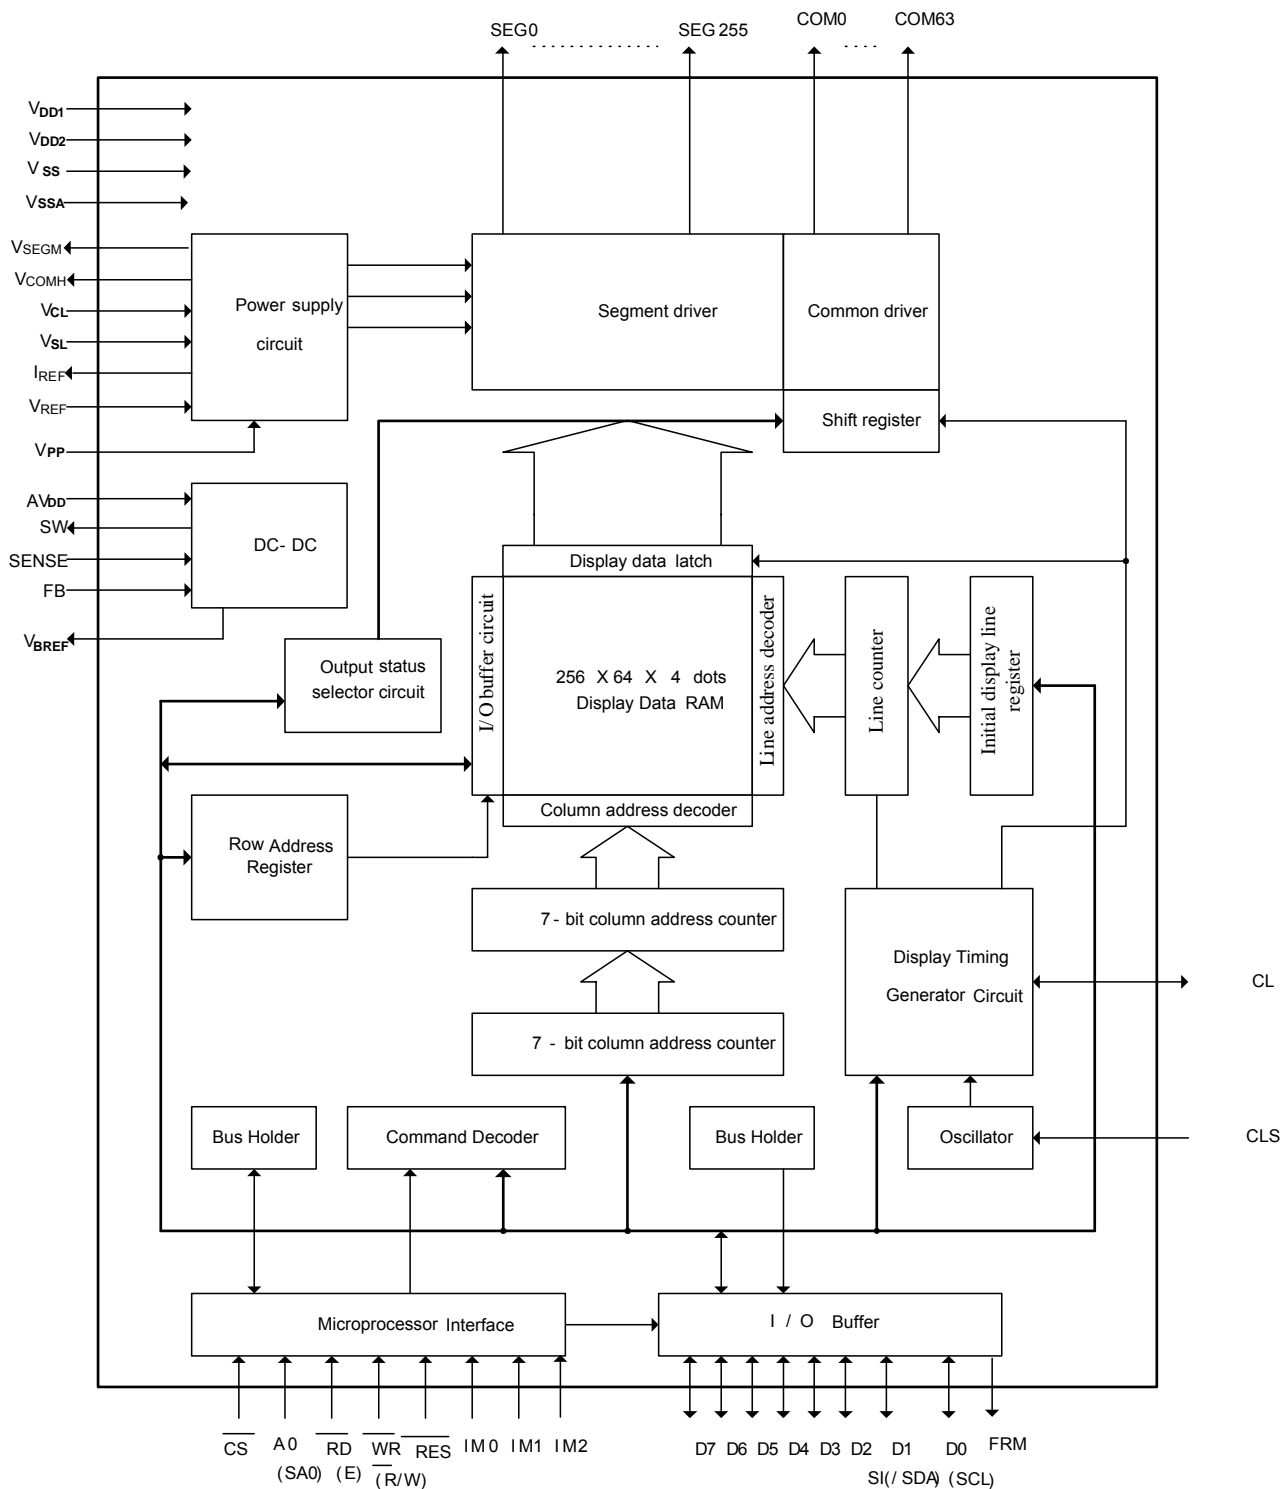 SEG0 ............... SEG 255 COM0 .... COM63
VDD1
VDD2
VSS
VSSA
VSEGM
VCOMH
VCL
VSL
IREF
VREF
VPP
Power supply
circuit
Segment driver
Common driver
Shift register
AVDD
SW
SENSE
FB
VBREF
DC- DC
Output status
selector circuit
Display data latch
I/O buffer circuit
256 X 64 X 4 dots
Display Data RAM
Line address decoder
Line counter
Initial display line
register
Column address decoder
Row Address
Register
7 - bit column address counter
7 - bit column address counter
Display Timing
Generator Circuit
CL
Bus Holder
Command Decoder
Bus Holder
Oscillator
CLS
Microprocessor Interface
I / O Buffer
CS A0 RD WR RES IM0 IM1 IM2 D7 D6 D5 D4 D3 D2 D1 D0 FRM
(SA0) (E) (R/W) SI(/ SDA) (SCL)